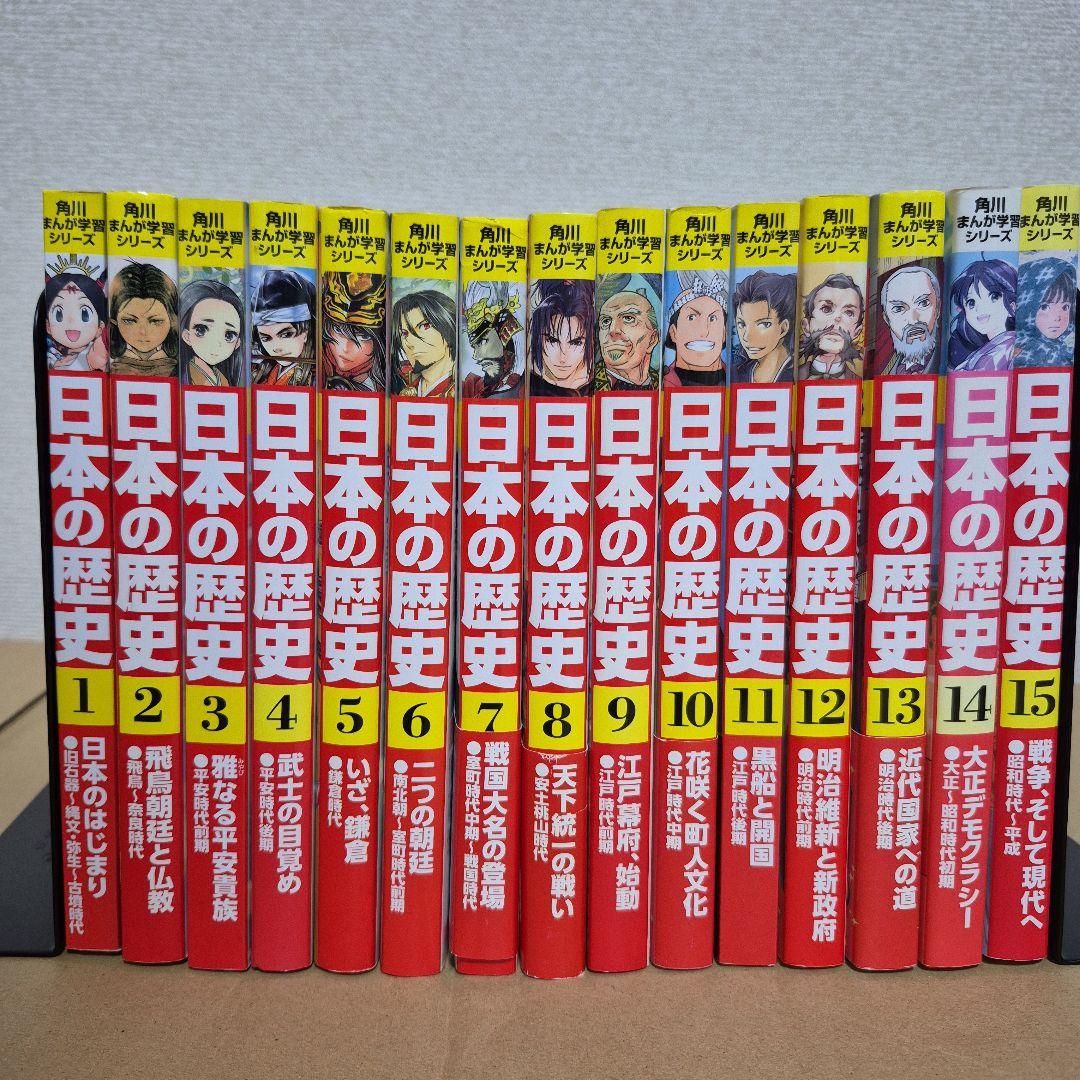 角川
まんが学習
シリーズ
日本の歴史
1
日本のはじまり
●旧石器～縄文・弥生～古墳時代
角川
まんが学習
シリーズ
日本の歴史
2
飛鳥朝廷と仏教
●飛鳥～奈良時代
角川
まんが学習
シリーズ
日本の歴史
3
雅なる平安貴族
みやび
●平安時代前期
角川
まんが学習
シリーズ
日本の歴史
4
武士の目覚め
●平安時代後期
角川
まんが学習
シリーズ
日本の歴史
5
いざ、鎌倉
●鎌倉時代
角川
まんが学習
シリーズ
日本の歴史
6
二つの朝廷
●南北朝～室町時代前期
角川
まんが学習
シリーズ
日本の歴史
7
戦国大名の登場
●室町時代中期～戦国時代
角川
まんが学習
シリーズ
日本の歴史
8
天下統一の戦い
●安土桃山時代
角川
まんが学習
シリーズ
日本の歴史
9
江戸幕府、始動
●江戸時代前期
角川
まんが学習
シリーズ
日本の歴史
10
花咲く町人文化
●江戸時代中期
角川
まんが学習
シリーズ
日本の歴史
11
黒船と開国
●江戸時代後期
角川
まんが学習
シリーズ
日本の歴史
12
明治維新と新政府
●明治時代前期
角川
まんが学習
シリーズ
日本の歴史
13
近代国家への道
●明治時代後期
角川
まんが学習
シリーズ
日本の歴史
14
大正デモクラシー
●大正～昭和時代初期
角川
まんが学習
シリーズ
日本の歴史
15
戦争、そして現代へ
●昭和時代～平成